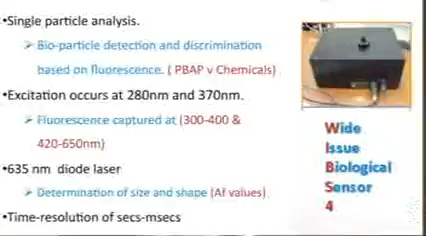 •Single particle analysis.
➢ Bio-particle detection and discrimination
based on fluorescence. ( PBAP v Chemicals)
•Excitation occurs at 280nm and 370nm.
➢ Fluorescence captured at (300-400 &
420-650nm)
•635 nm diode laser
➢ Determination of size and shape (Af values)
•Time-resolution of secs-msecs
Wide
Issue
Biological
Sensor
4